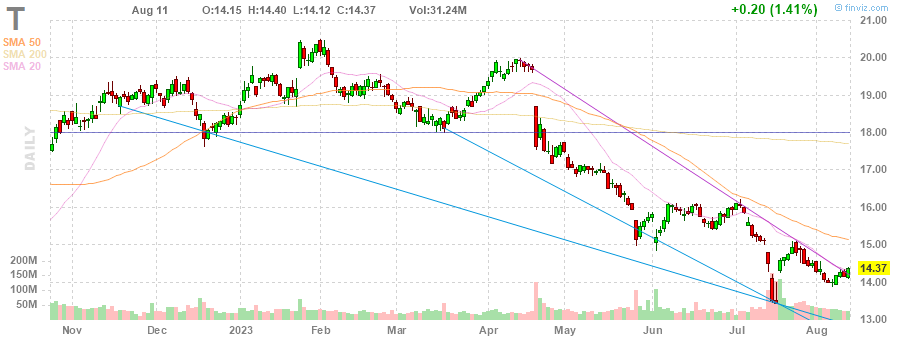 T
Aug 11 O:14.15 H:14.40 L:14.12 C:14.37 Vol:31.24M +0.20 (1.41%)
© finviz.com
SMA 50
SMA 200
SMA 20
DAILY
21.00
20.00
19.00
18.00
17.00
16.00
15.00
14.37
14.00
13.00
200M
150M
100M
50M
Nov Dec 2023 Feb Mar Apr May Jun Jul Aug